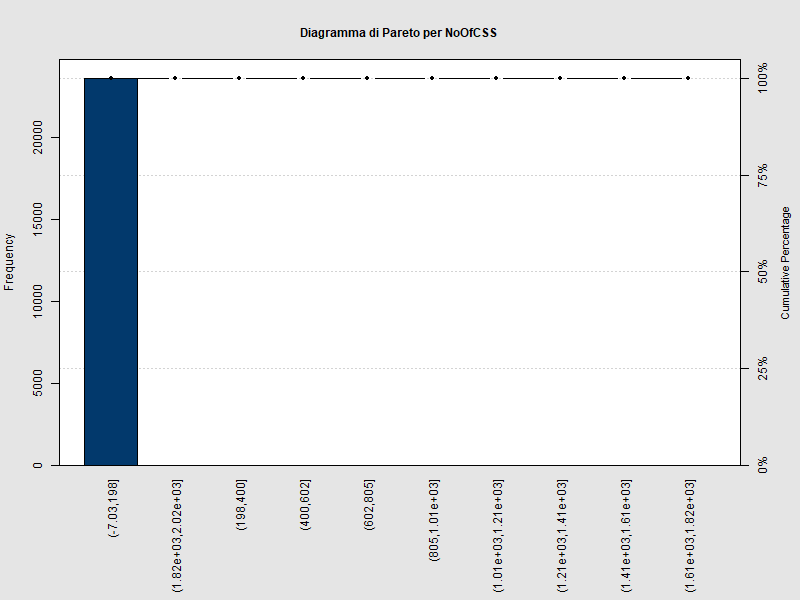 Diagramma di Pareto per NoOfCSS
Frequency
0
5000
10000
15000
20000
Cumulative Percentage
0%
25%
50%
75%
100%
(-7.03,198]
(1.82e+03,2.02e+03]
(198,400]
(400,602]
(602,805]
(805,1.01e+03]
(1.01e+03,1.21e+03]
(1.21e+03,1.41e+03]
(1.41e+03,1.61e+03]
(1.61e+03,1.82e+03]